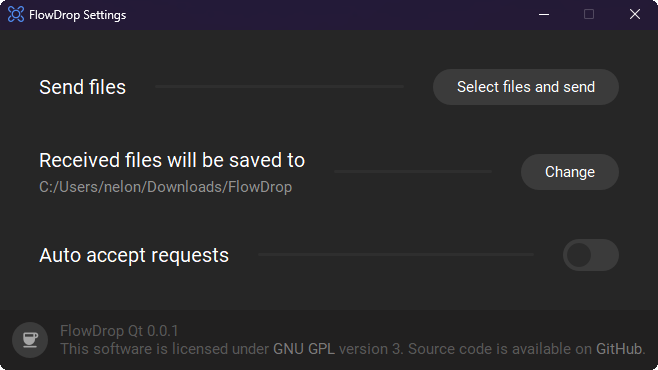 FlowDrop Settings
Send files
Select files and send
Received files will be saved to
C:/Users/nelon/Downloads/FlowDrop
Change
Auto accept requests
FlowDrop Qt 0.0.1
This software is licensed under GNU GPL version 3. Source code is available on GitHub.